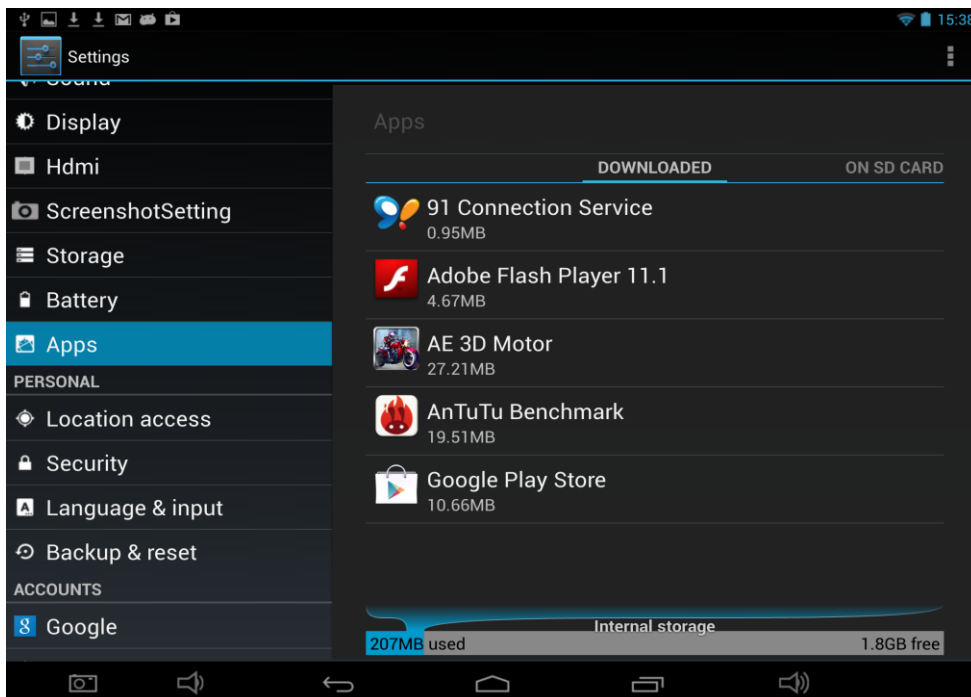 15:38
Settings
Sound
Display
Hdmi
ScreenshotSetting
Storage
Battery
Apps
PERSONAL
Location access
Security
Language & input
Backup & reset
ACCOUNTS
Google
Apps
DOWNLOADED ON SD CARD
91 Connection Service
0.95MB
Adobe Flash Player 11.1
4.67MB
AE 3D Motor
27.21MB
AnTuTu Benchmark
19.51MB
Google Play Store
10.66MB
Internal storage
207MB used 1.8GB free